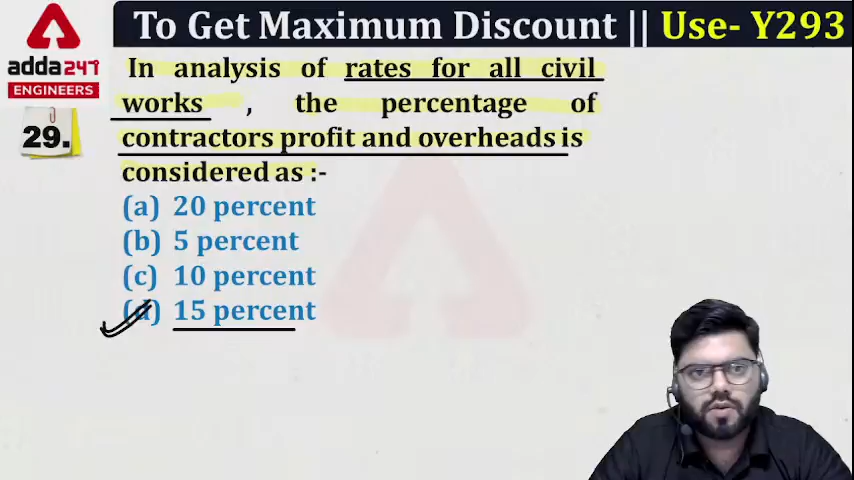 To Get Maximum Discount || Use- Y293
adda247
ENGINEERS
29.
In analysis of rates for all civil
works , the percentage of
contractors profit and overheads is
considered as :-
(a) 20 percent
(b) 5 percent
(c) 10 percent
(d) 15 percent